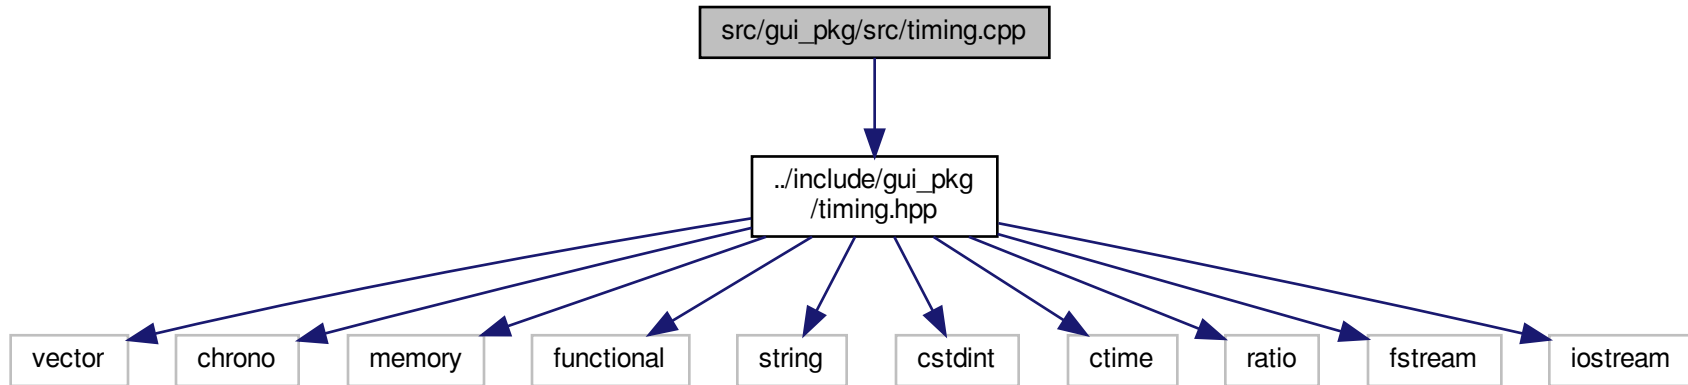 src/gui_pkg/src/timing.cpp
../include/gui_pkg
/timing.hpp
vector
chrono
memory
functional
string
cstdint
ctime
ratio
fstream
iostream